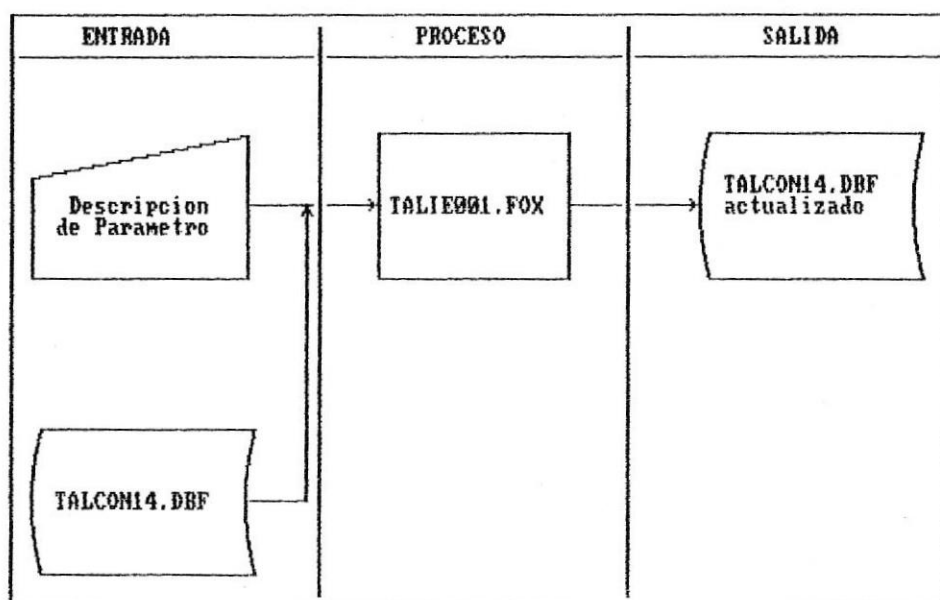 ENTRADA
PROCESO
SALIDA
Descripcion
de Parametro
TALIE001.FOX
TALCON14.DBF
actualizado
TALCON14.DBF